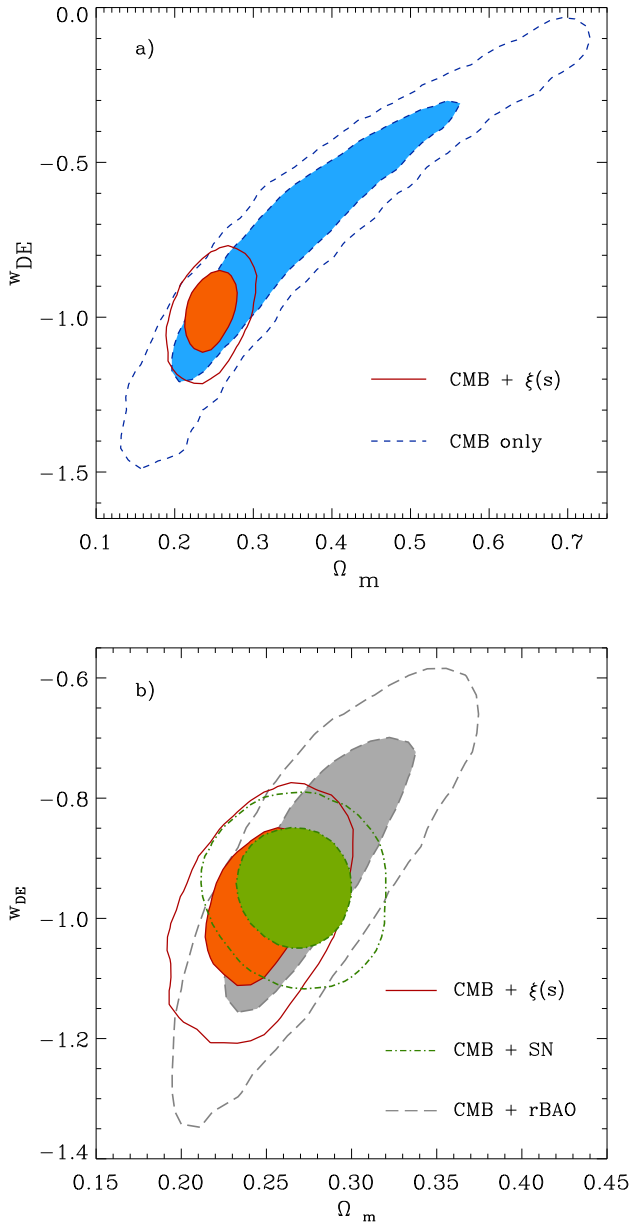 a)
0.0
−0.5
−1.0
−1.5
w_DE
CMB + ξ(s)
CMB only
0.1 0.2 0.3 0.4 0.5 0.6 0.7
Ω_m
b)
−0.6
−0.8
−1.0
−1.2
−1.4
w_DE
CMB + ξ(s)
CMB + SN
CMB + rBAO
0.15 0.20 0.25 0.30 0.35 0.40 0.45
Ω_m